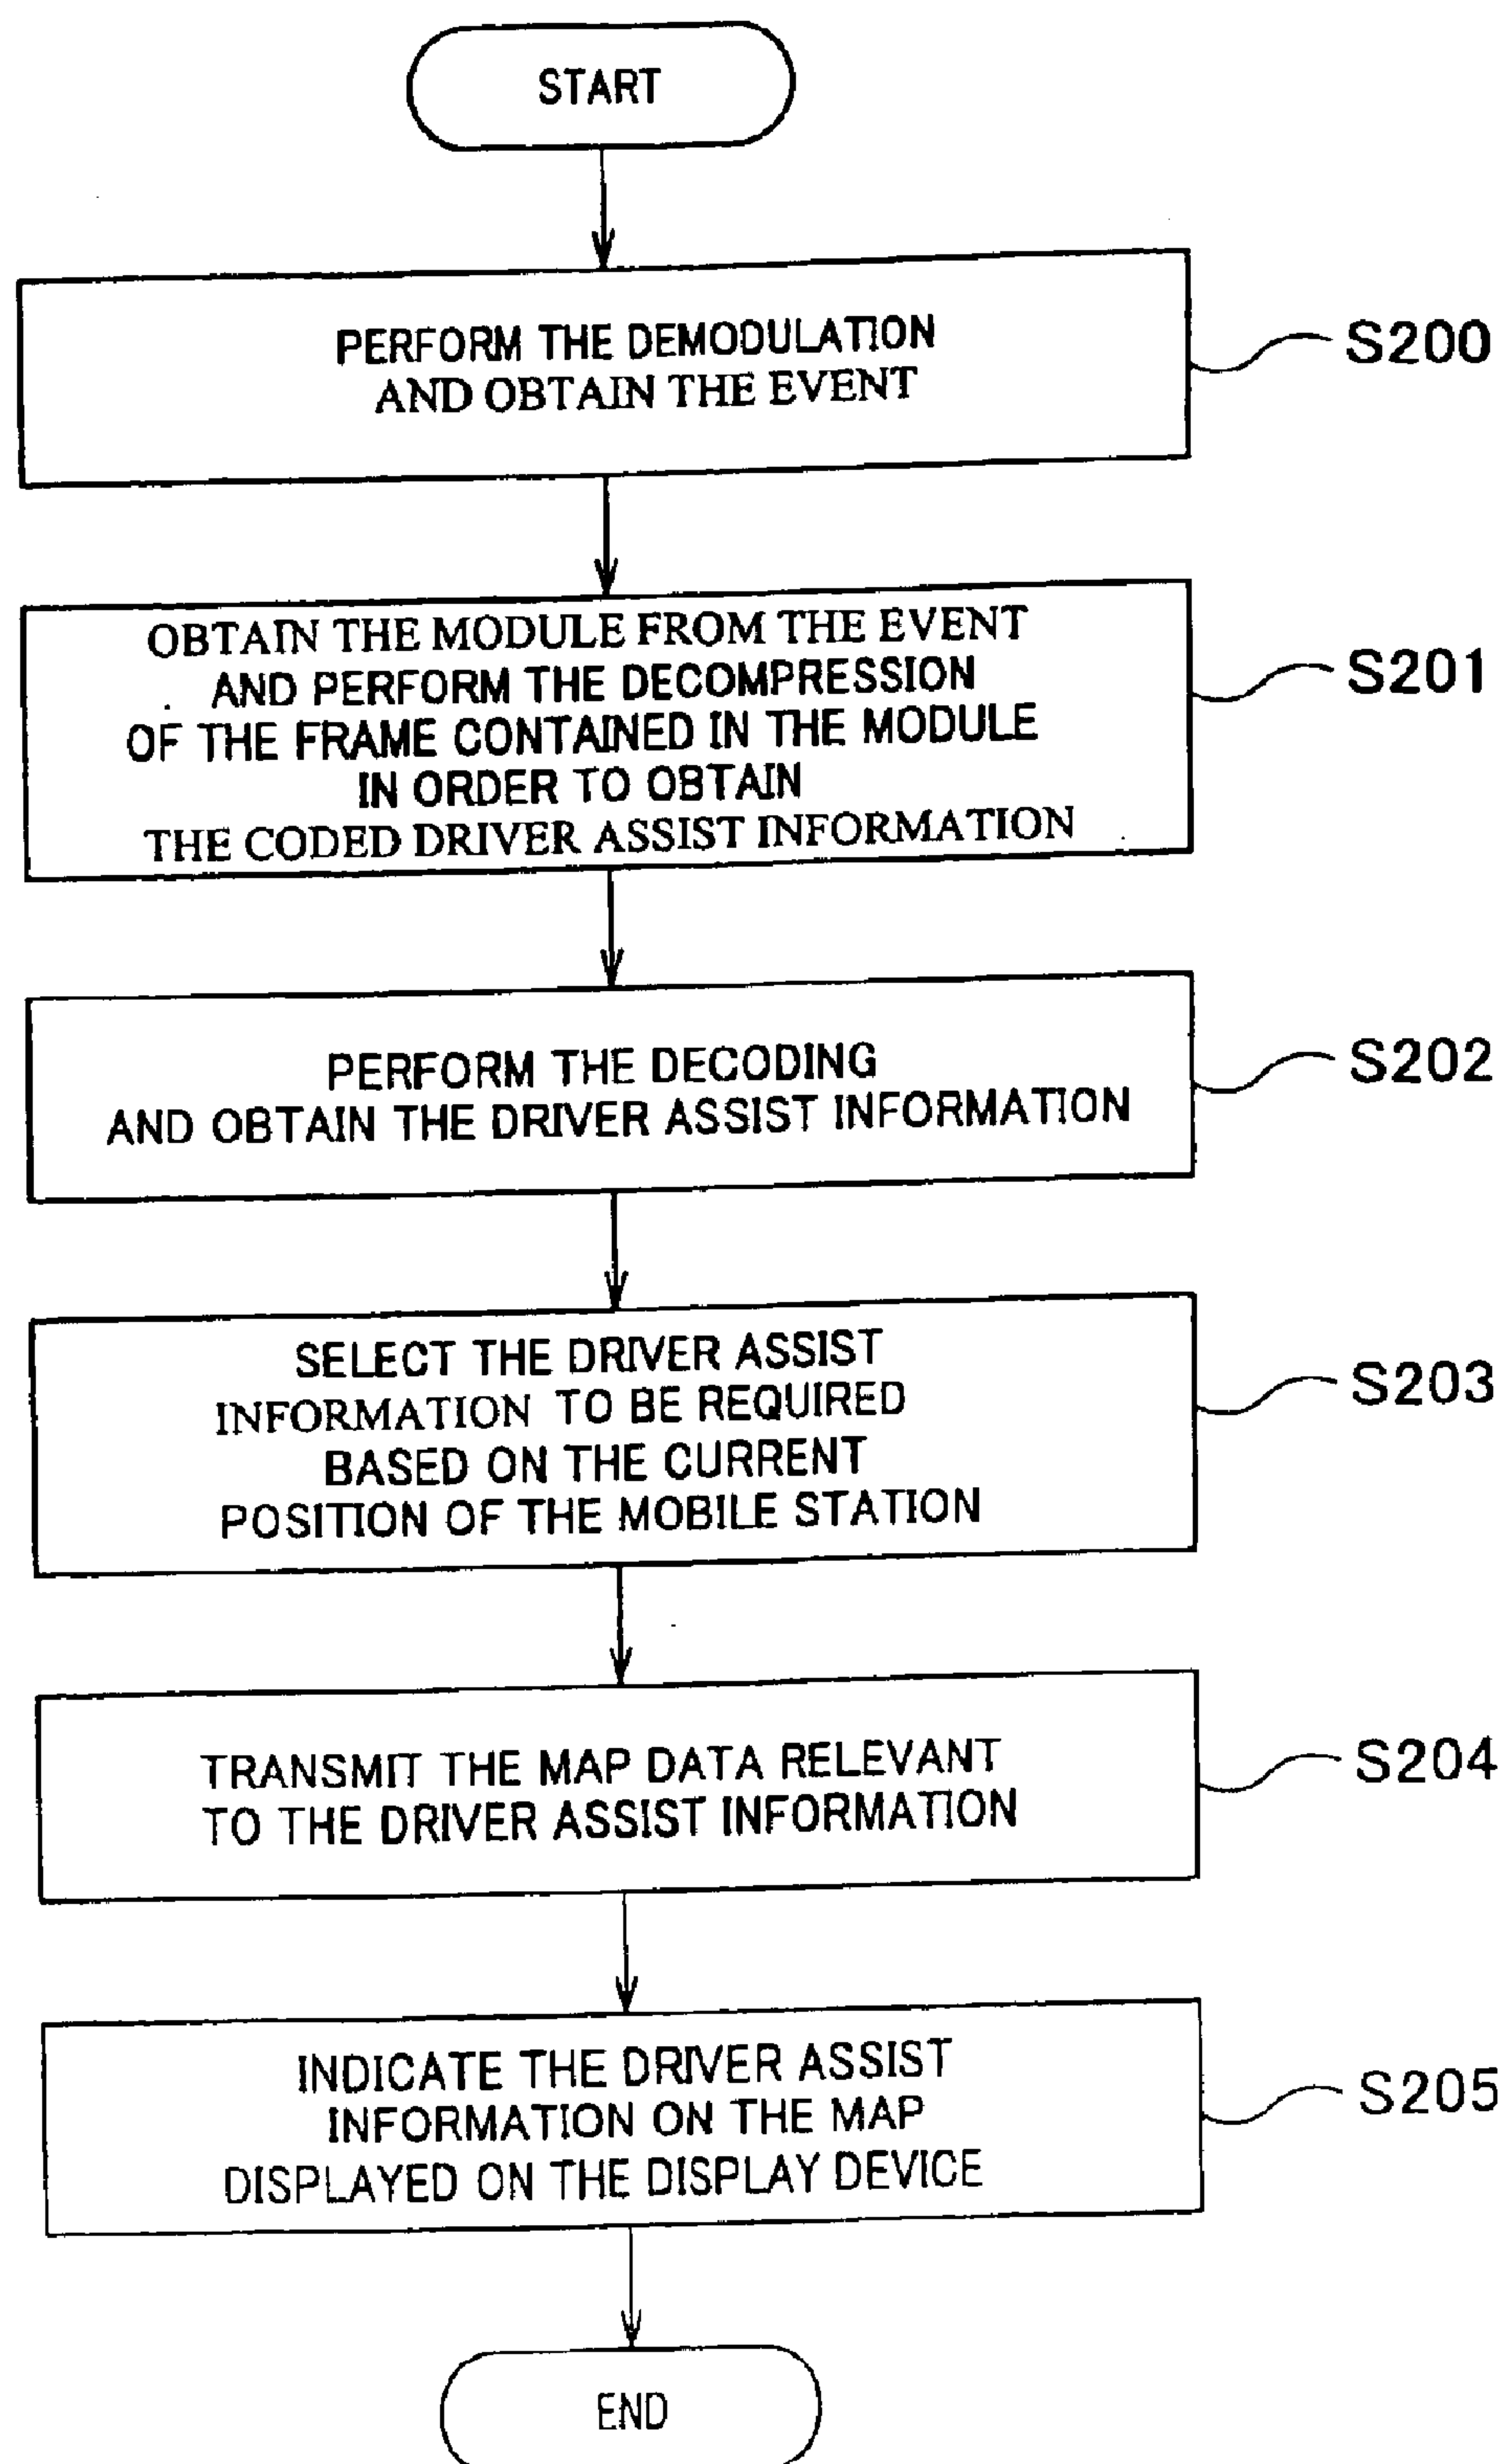 START
PERFORM THE DEMODULATION
AND OBTAIN THE EVENT
S200
OBTAIN THE MODULE FROM THE EVENT
AND PERFORM THE DECOMPRESSION
OF THE FRAME CONTAINED IN THE MODULE
IN ORDER TO OBTAIN
THE CODED DRIVER ASSIST INFORMATION
S201
PERFORM THE DECODING
AND OBTAIN THE DRIVER ASSIST INFORMATION
S202
SELECT THE DRIVER ASSIST
INFORMATION TO BE REQUIRED
BASED ON THE CURRENT
POSITION OF THE MOBILE STATION
S203
TRANSMIT THE MAP DATA RELEVANT
TO THE DRIVER ASSIST INFORMATION
S204
INDICATE THE DRIVER ASSIST
INFORMATION ON THE MAP
DISPLAYED ON THE DISPLAY DEVICE
S205
END